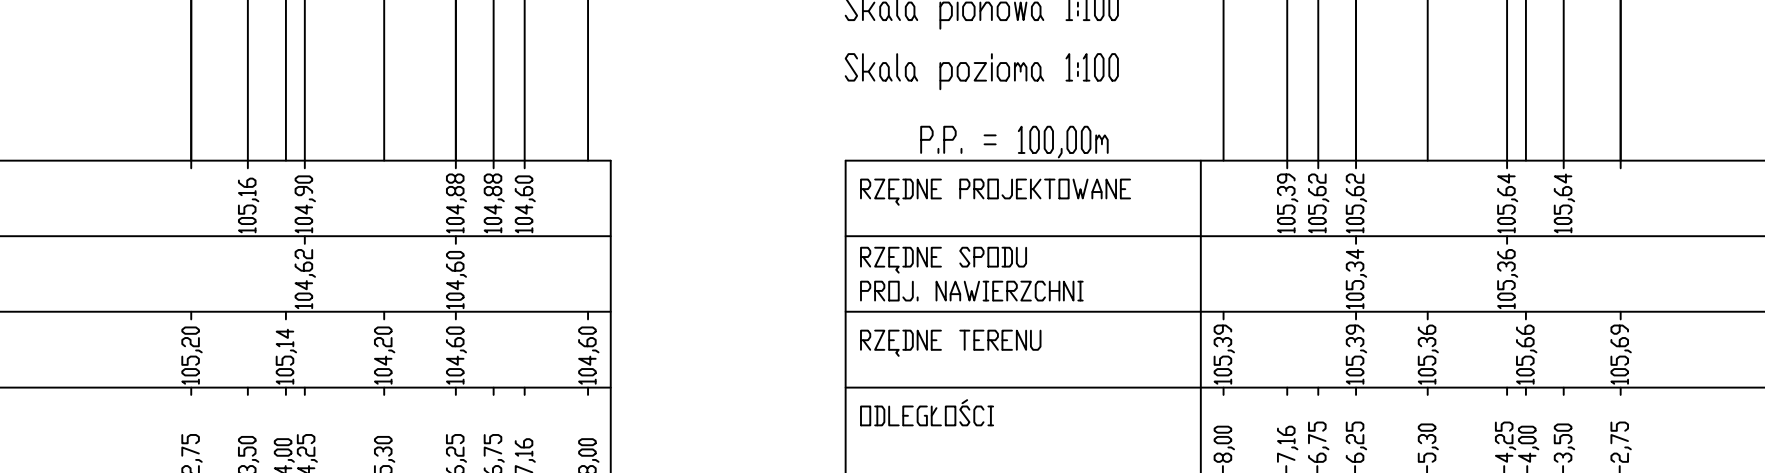 Skala pionowa 1:100
Skala pozioma 1:100
P.P. = 100,00m
105,16 104,90 104,88 104,88 104,60
104,62 104,60
105,20 105,14 104,20 104,60 104,60
2,75 3,50 4,00 4,25 5,30 6,25 6,75 7,16 8,00
RZĘDNE PROJEKTOWANE 105,39 105,62 105,62 105,64 105,64
RZĘDNE SPODU
PROJ. NAWIERZCHNI 105,34 105,36
RZĘDNE TERENU 105,39 105,39 105,36 105,66 105,69
ODLEGŁOŚCI
-8,00 -7,16 -6,75 -6,25 -5,30 -4,25 -4,00 -3,50 -2,75